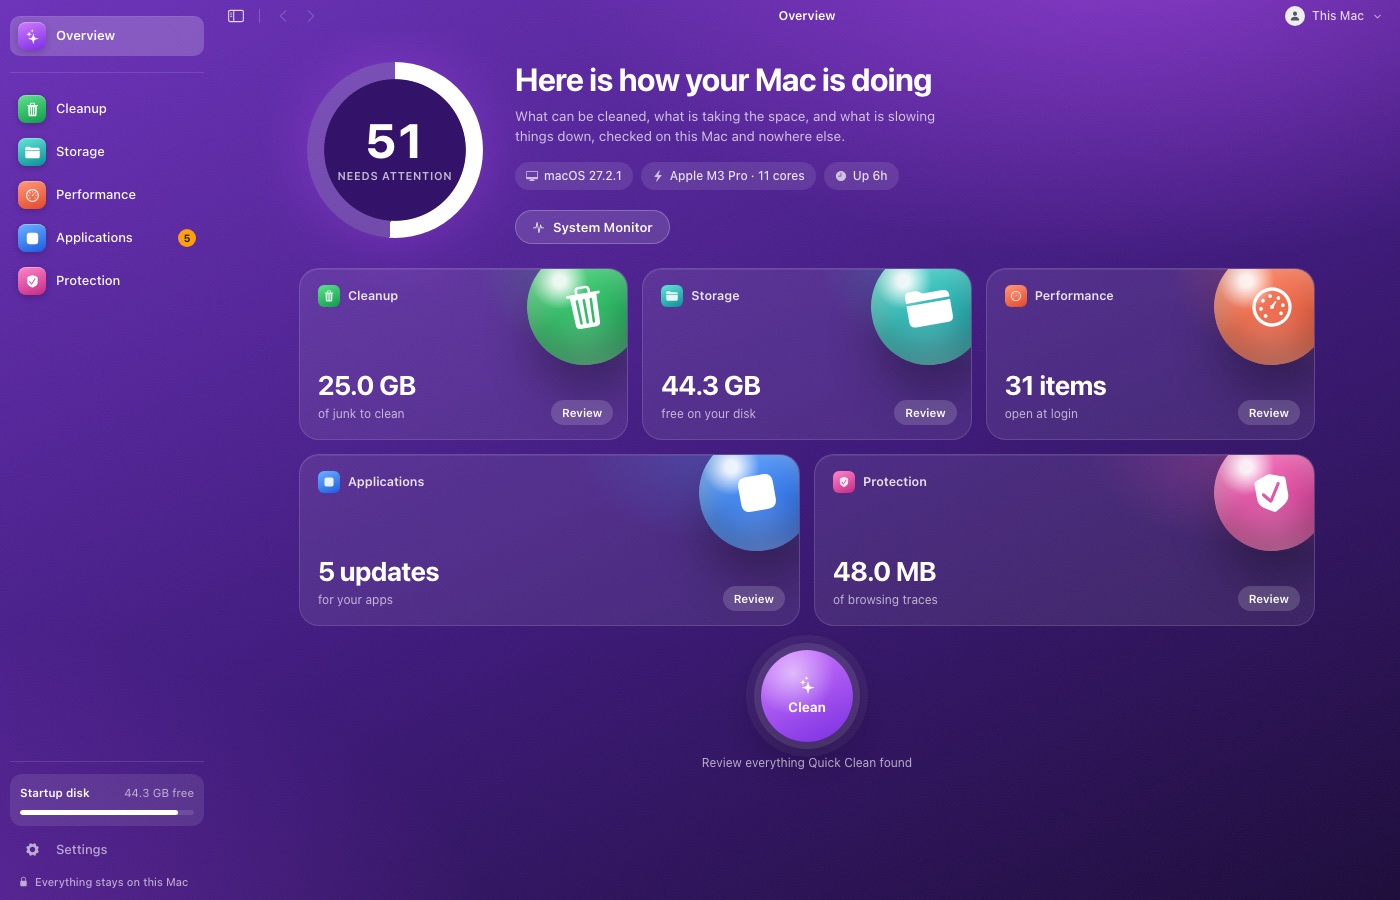 Overview
Cleanup
Storage
Performance
Applications 5
Protection
Startup disk 44.3 GB free
Settings
Everything stays on this Mac
Overview
This Mac
51
NEEDS ATTENTION
Here is how your Mac is doing
What can be cleaned, what is taking the space, and what is slowing
things down, checked on this Mac and nowhere else.
macOS 27.2.1
Apple M3 Pro · 11 cores
Up 6h
System Monitor
Cleanup
25.0 GB
of junk to clean
Review
Storage
44.3 GB
free on your disk
Review
Performance
31 items
open at login
Review
Applications
5 updates
for your apps
Review
Protection
48.0 MB
of browsing traces
Review
Clean
Review everything Quick Clean found